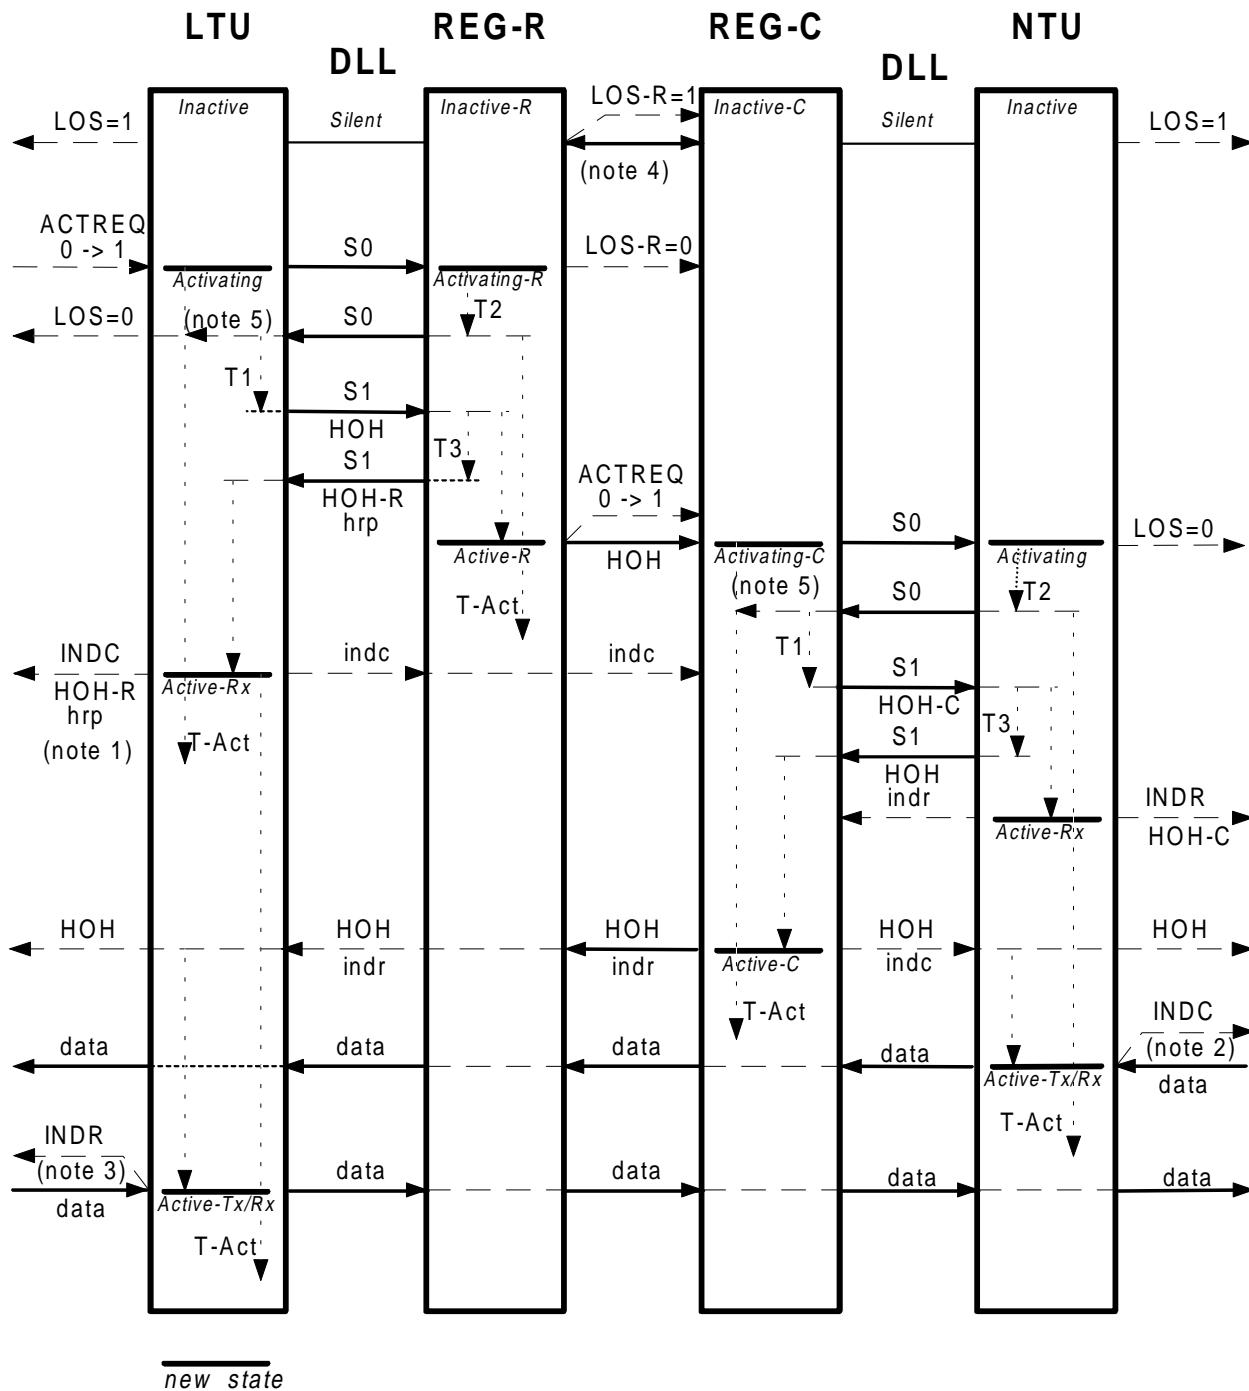 LTU REG-R REG-C NTU
DLL DLL
Inactive Inactive-R LOS-R=1 Inactive-C Inactive
LOS=1 Silent Silent LOS=1
(note 4)
ACTREQ
0 -> 1 S0 LOS-R=0
Activating Activating-R
LOS=0 (note 5) S0 T2
T1 S1
HOH
T3
S1 ACTREQ
HOH-R 0 -> 1
hrp S0 LOS=0
Active-R HOH Activating-C Activating
(note 5) S0 T2
T-Act
INDC indc indc T1 S1
HOH-R Active-Rx HOH-C
hrp T3
(note 1) T-Act S1
HOH
indr INDR
Active-Rx HOH-C
HOH HOH HOH HOH HOH
indr indr Active-C indc
T-Act INDC
data data data data (note 2)
Active-Tx/Rx data
T-Act
INDR
(note 3) data data data data
data Active-Tx/Rx
T-Act
new state